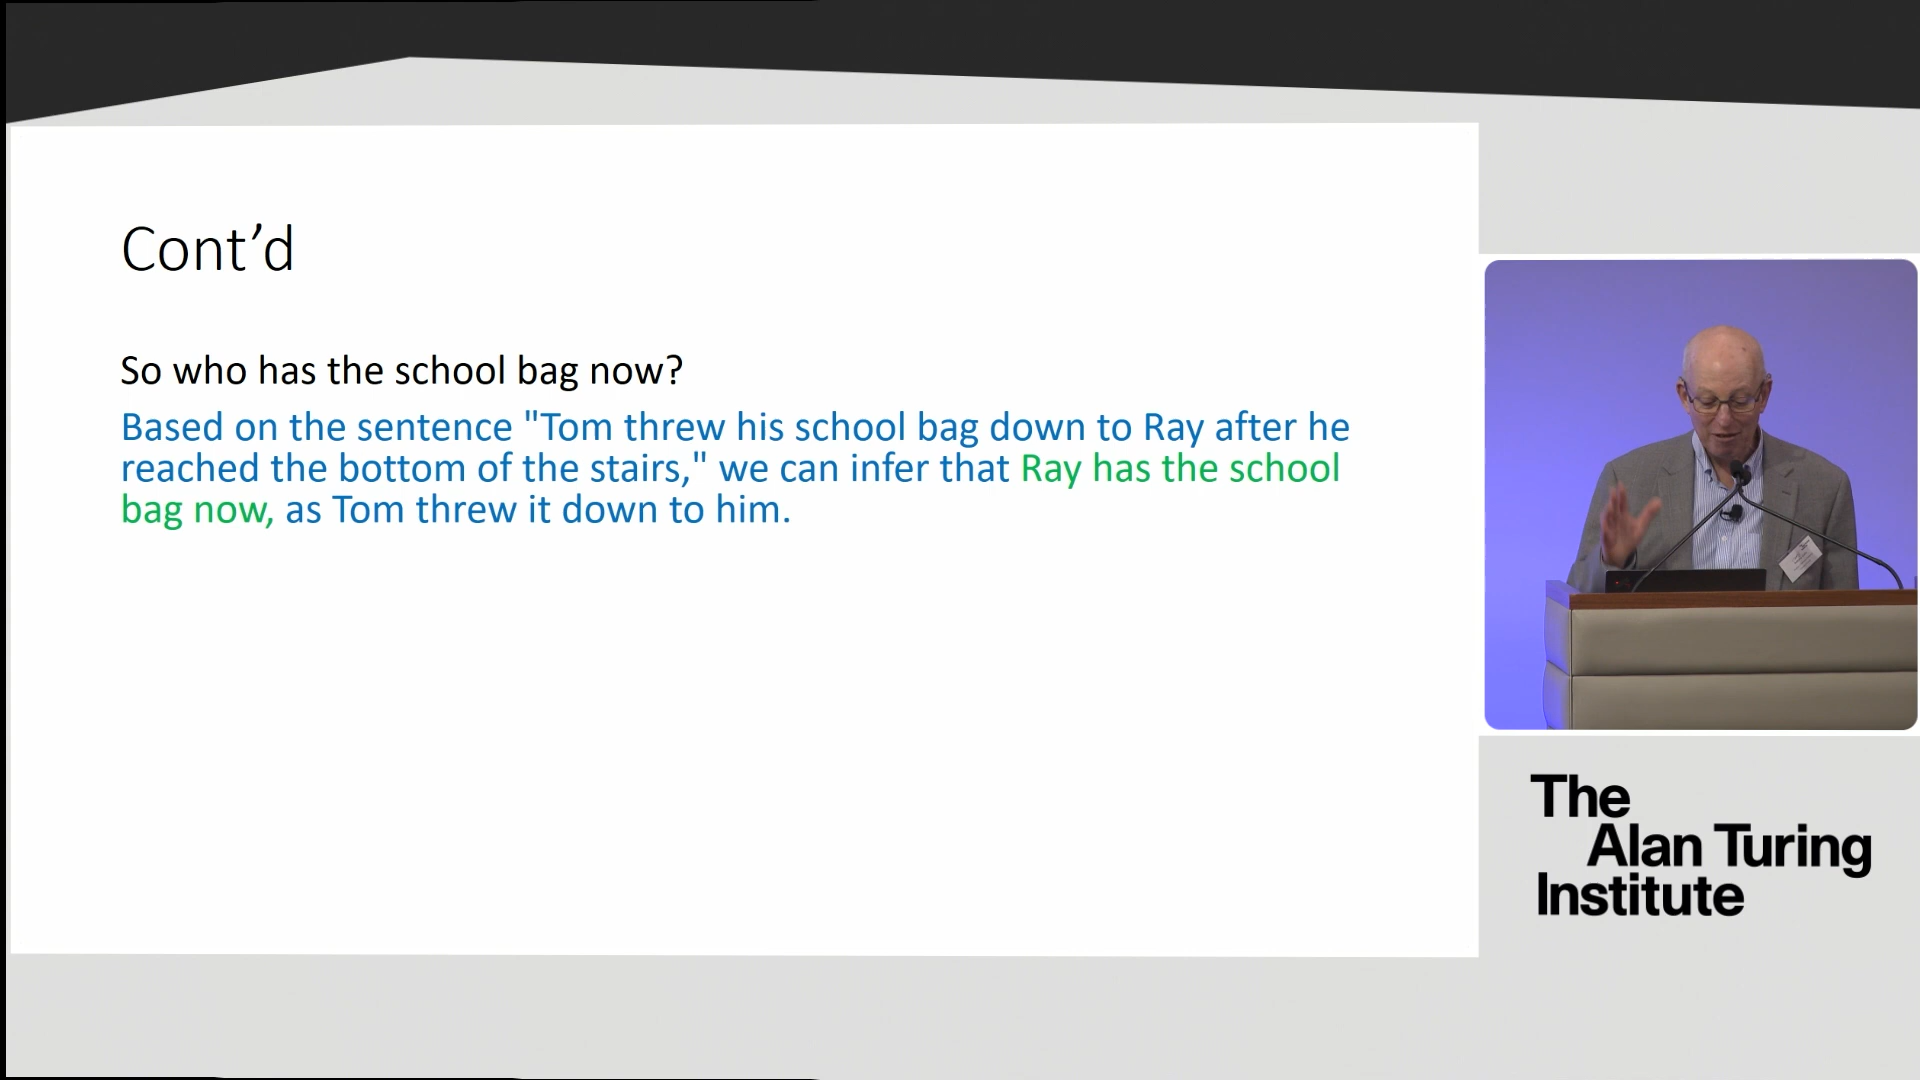 Cont’d
So who has the school bag now?
Based on the sentence "Tom threw his school bag down to Ray after he
reached the bottom of the stairs," we can infer that Ray has the school
bag now, as Tom threw it down to him.
The
Alan Turing
Institute